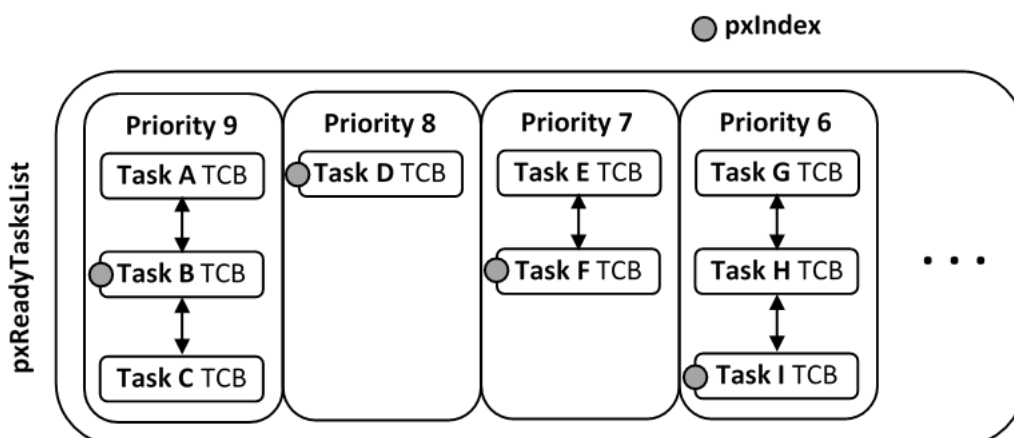 pxIndex
pxReadyTasksList
Priority 9
Task A TCB
Task B TCB
Task C TCB
Priority 8
Task D TCB
Priority 7
Task E TCB
Task F TCB
Priority 6
Task G TCB
Task H TCB
Task I TCB
. . .